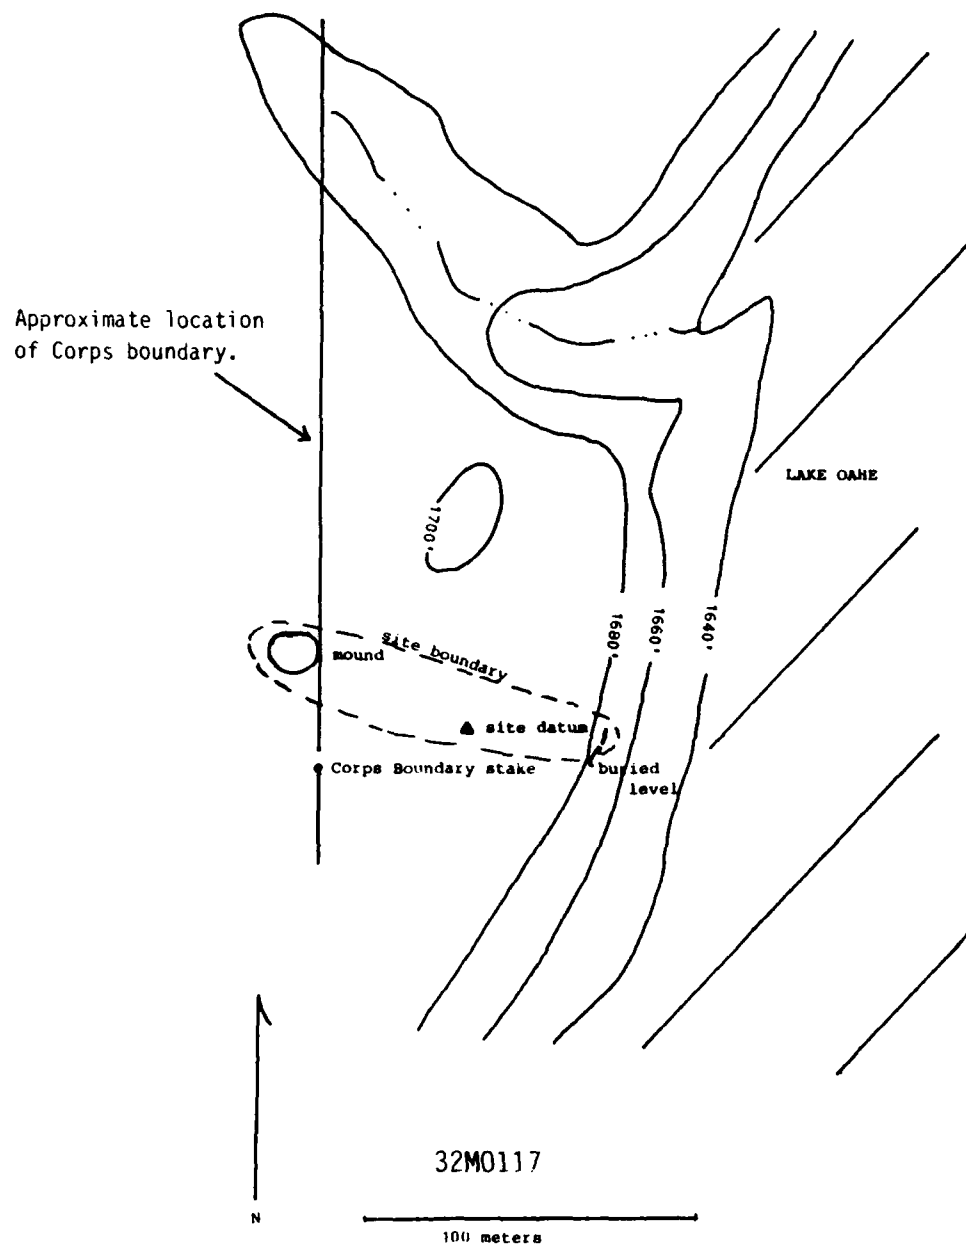 Approximate location
of Corps boundary.
LAKE OAHE
1700'
1680'
1660'
1640'
site boundary
mound
site datum
Corps Boundary stake
buried
level
32MO117
N
100 meters